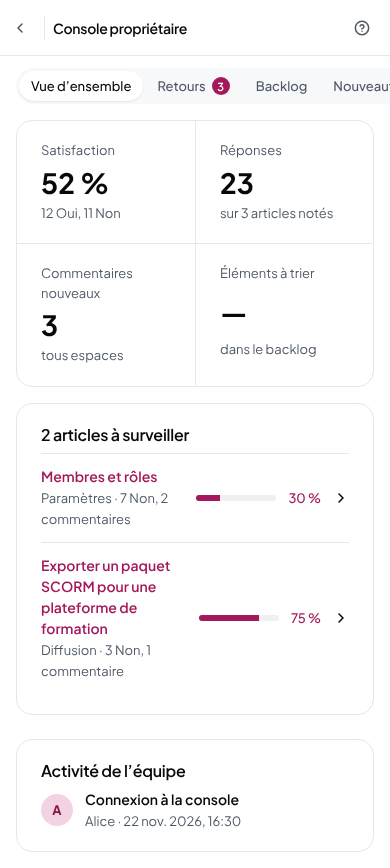 Console propriétaire
Vue d’ensemble
Retours 3
Backlog
Nouveau
Satisfaction
52 %
12 Oui, 11 Non
Réponses
23
sur 3 articles notés
Commentaires
nouveaux
3
tous espaces
Éléments à trier
—
dans le backlog
2 articles à surveiller
Membres et rôles
Paramètres · 7 Non, 2
commentaires
30 %
Exporter un paquet
SCORM pour une
plateforme de
formation
Diffusion · 3 Non, 1
commentaire
75 %
Activité de l’équipe
A
Connexion à la console
Alice · 22 nov. 2026, 16:30